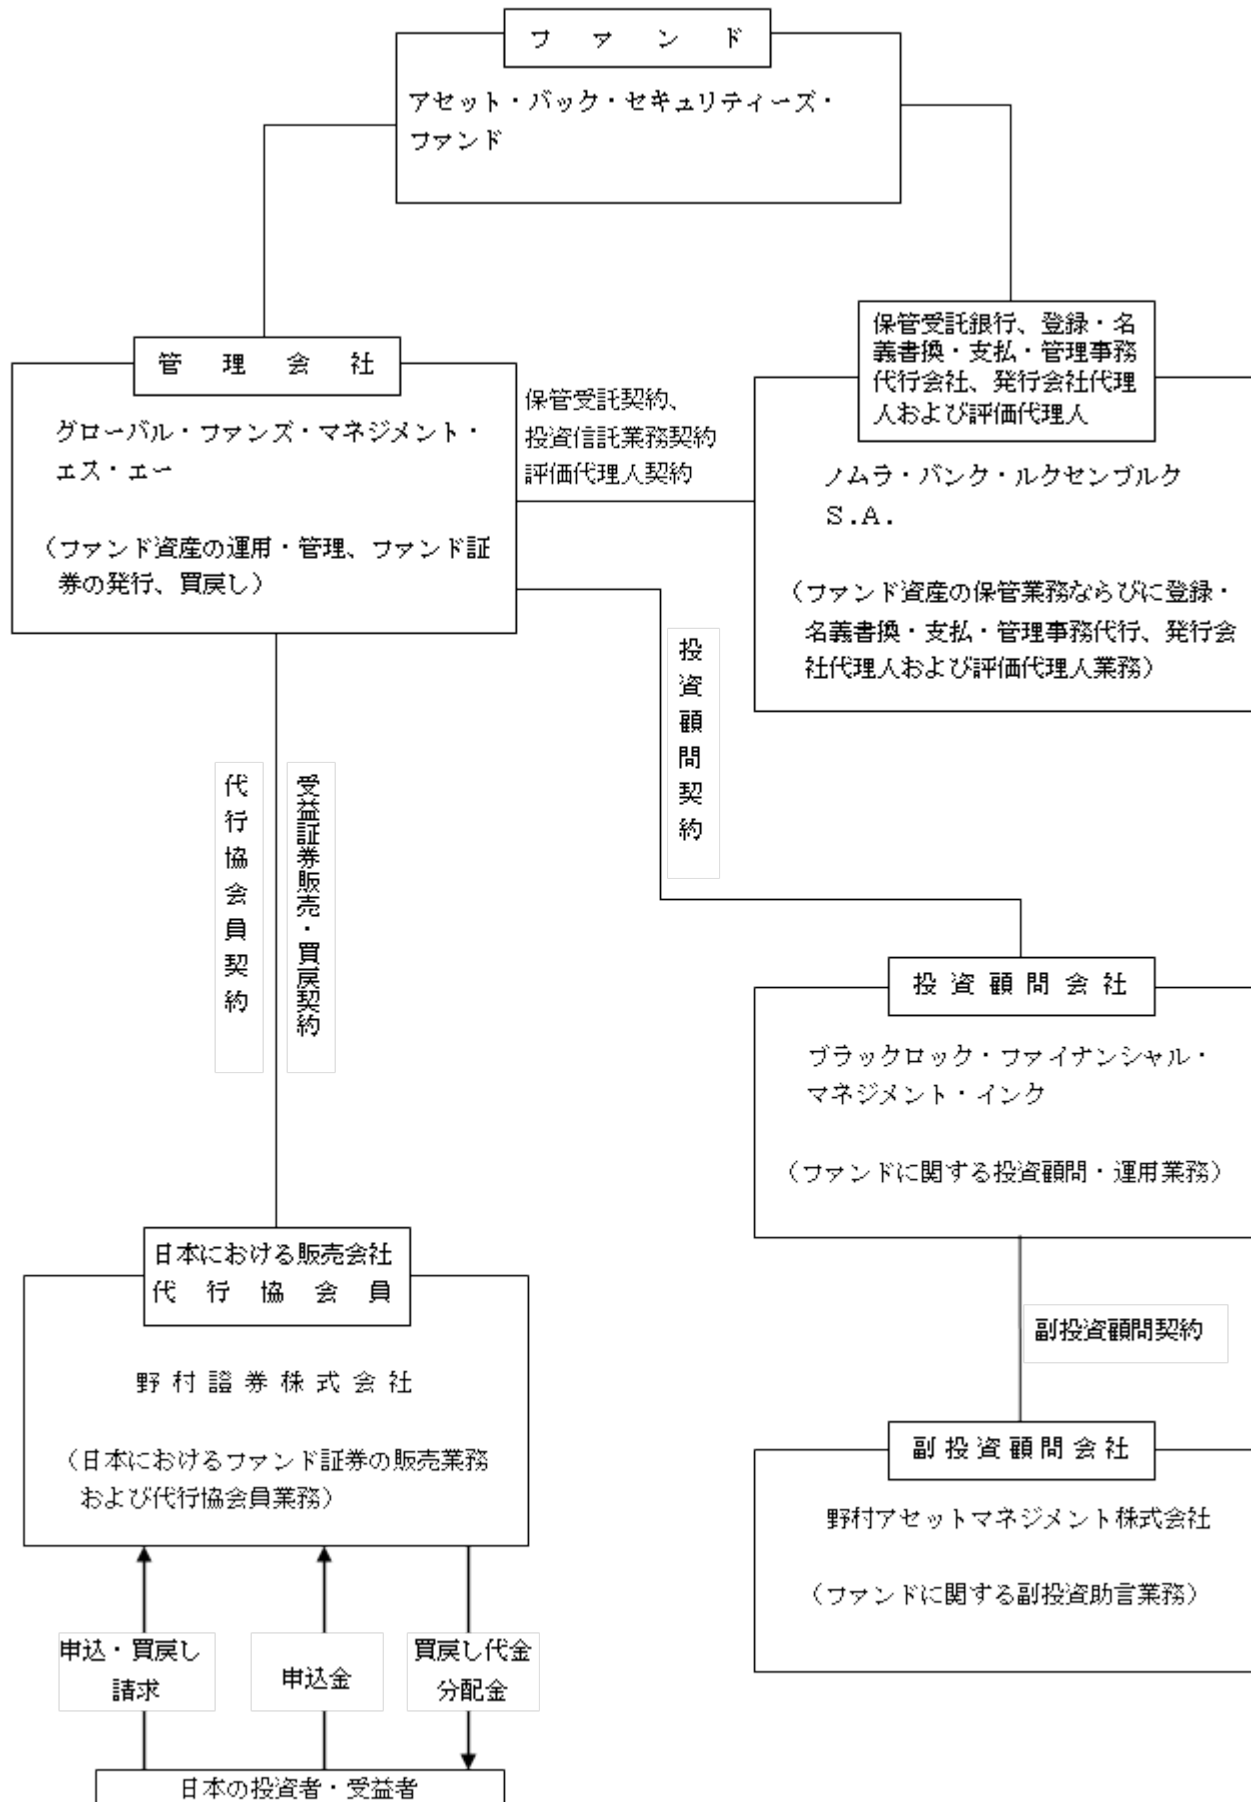 ファンド
アセット・バック・セキュリティーズ・
ファンド
管理会社
グローバル・ファンズ・マネジメント・
エス・エー
（ファンド資産の運用・管理、ファンド証
券の発行、買戻し）
保管受託契約、
投資信託業務契約
評価代理人契約
保管受託銀行、登録・名
義書換・支払・管理事務
代行会社、発行会社代理
人および評価代理人
ノムラ・バンク・ルクセンブルク
Ｓ.Ａ.
（ファンド資産の保管業務ならびに登録・
名義書換・支払・管理事務代行、発行会
社代理人および評価代理人業務）
投資顧問契約
代行協会員契約
受益証券販売・買戻契約
投資顧問会社
ブラックロック・ファイナンシャル・
マネジメント・インク
（ファンドに関する投資顧問・運用業務）
日本における販売会社
代行協会員
野村證券株式会社
（日本におけるファンド証券の販売業務
および代行協会員業務）
副投資顧問契約
副投資顧問会社
野村アセットマネジメント株式会社
（ファンドに関する副投資助言業務）
申込・買戻し
請求
申込金
買戻し代金
分配金
日本の投資者・受益者